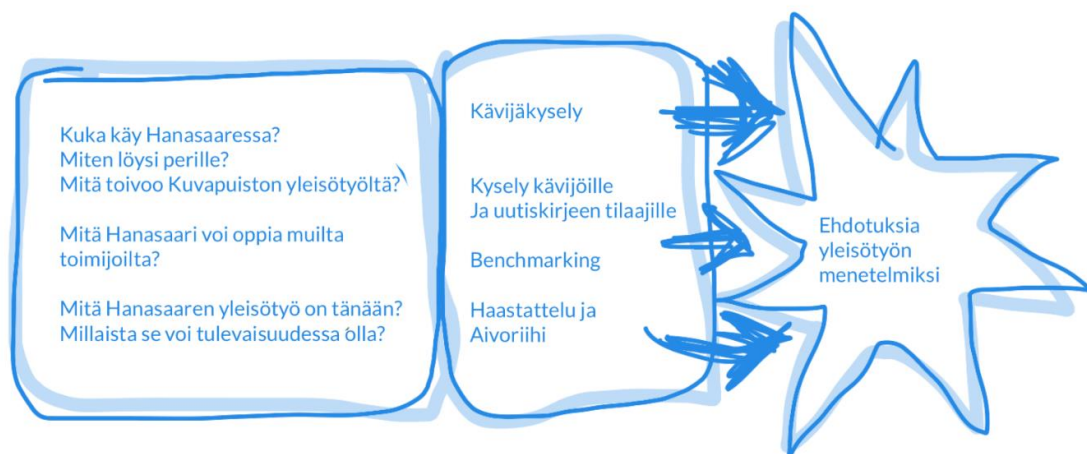 Kuka käy Hanasaaressa?
Miten löysi perille?
Mitä toivoo Kuvapuiston yleisötyöltä?
Mitä Hanasaari voi oppia muilta
toimijoilta?
Mitä Hanasaaren yleisötyö on tänään?
Millaista se voi tulevaisuudessa olla?
Kävijäkysely
Kysely kävijöille
Ja uutiskirjeen tilaajille
Benchmarking
Haastattelu ja
Aivoriihi
Ehdotuksia
yleisötyön
menetelmiksi